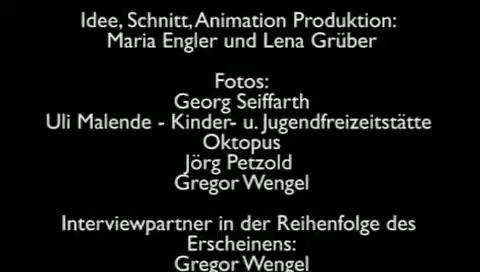 Idee, Schnitt, Animation Produktion:
Maria Engler und Lena Grüber
Fotos:
Georg Seiffarth
Uli Malende - Kinder- u. Jugendfreizeitstätte
Oktopus
Jörg Petzold
Gregor Wengel
Interviewpartner in der Reihenfolge des
Erscheinens:
Gregor Wengel